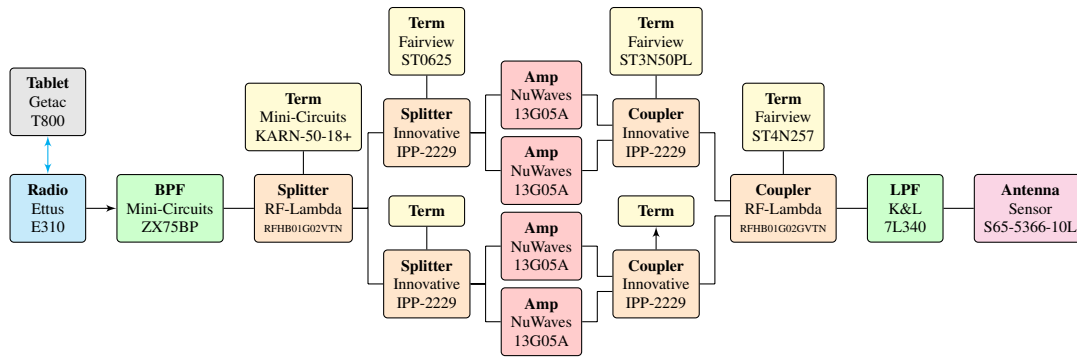 Tablet
Getac
T800
Radio
Ettus
E310
BPF
Mini-Circuits
ZX75BP
Term
Mini-Circuits
KARN-50-18+
Splitter
RF-Lambda
RFHB01G02VTN
Term
Fairview
ST0625
Splitter
Innovative
IPP-2229
Term
Splitter
Innovative
IPP-2229
Amp
NuWaves
13G05A
Amp
NuWaves
13G05A
Amp
NuWaves
13G05A
Amp
NuWaves
13G05A
Term
Fairview
ST3N50PL
Coupler
Innovative
IPP-2229
Term
Coupler
Innovative
IPP-2229
Term
Fairview
ST4N257
Coupler
RF-Lambda
RFHB01G02GVTN
LPF
K&L
7L340
Antenna
Sensor
S65-5366-10L